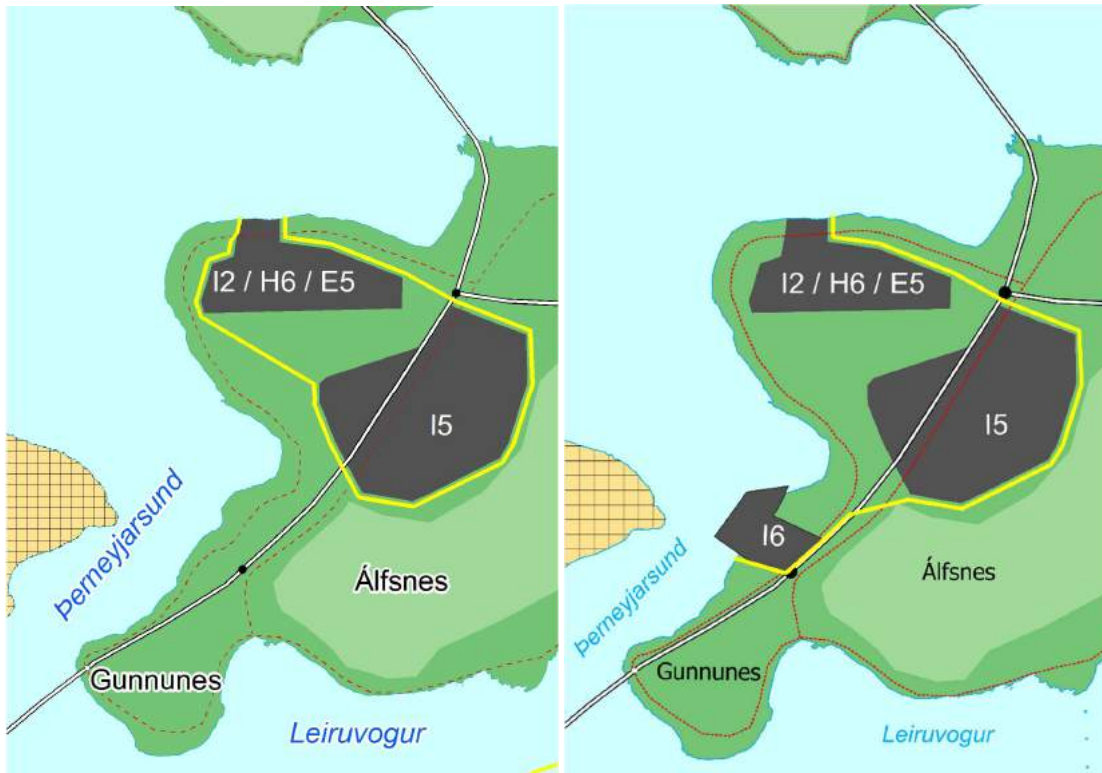 I2 / H6 / E5
I5
Þerneyjarsund
Álfsnes
Gunnunes
Leiruvogur
I2 / H6 / E5
I5
I6
Álfsnes
Þerneyjarsund
Gunnunes
Leiruvogur